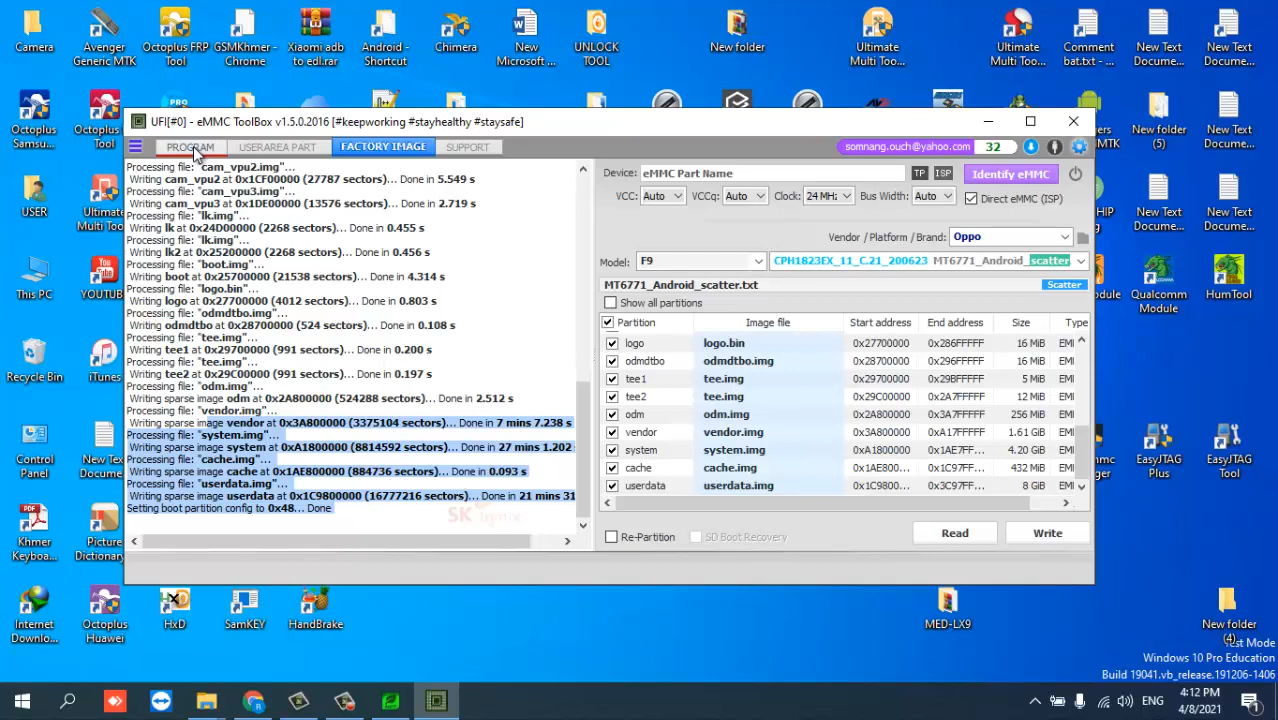 Camera
Avenger
Generic MTK
Octoplus FRP
Tool
GSMKhmer -
Chrome
Xiaomi adb
to edl.rar
Android -
Shortcut
Chimera
New
Microsoft ...
UNLOCK
TOOL
New folder
Ultimate
Multi Too...
Ultimate
Multi Too...
Comment
bat.txt - ...
New Text
Docume...
New Text
Docume...
UFI[#0] - eMMC ToolBox v1.5.0.2016 [#keepworking #stayhealthy #staysafe]
PROGRAM
USERAREA PART
FACTORY IMAGE
SUPPORT
somnang.ouch@yahoo.com
32
Processing file: "cam_vpu2.img"...
Writing cam_vpu2 at 0x1CF00000 (27787 sectors)... Done in 5.549 s
Processing file: "cam_vpu3.img"...
Writing cam_vpu3 at 0x1DE00000 (13576 sectors)... Done in 2.719 s
Processing file: "lk.img"...
Writing lk at 0x24D00000 (2268 sectors)... Done in 0.455 s
Processing file: "lk.img"...
Writing lk2 at 0x25200000 (2268 sectors)... Done in 0.456 s
Processing file: "boot.img"...
Writing boot at 0x25700000 (21538 sectors)... Done in 4.314 s
Processing file: "logo.bin"...
Writing logo at 0x27700000 (4012 sectors)... Done in 0.803 s
Processing file: "odmdtbo.img"...
Writing odmdtbo at 0x28700000 (524 sectors)... Done in 0.108 s
Processing file: "tee.img"...
Writing tee1 at 0x29700000 (991 sectors)... Done in 0.200 s
Processing file: "tee.img"...
Writing tee2 at 0x29C00000 (991 sectors)... Done in 0.197 s
Processing file: "odm.img"...
Writing sparse image odm at 0x2A800000 (524288 sectors)... Done in 2.512 s
Processing file: "vendor.img"...
Writing sparse image vendor at 0x3A800000 (3375104 sectors)... Done in 7 mins 7.238 s
Processing file: "system.img"...
Writing sparse image system at 0xA1800000 (8814592 sectors)... Done in 27 mins 1.202
Processing file: "cache.img"...
Writing sparse image cache at 0x1AE800000 (884736 sectors)... Done in 0.093 s
Processing file: "userdata.img"...
Writing sparse image userdata at 0x1C9800000 (16777216 sectors)... Done in 21 mins 31
Setting boot partition config to 0x48... Done
SK
Device:
eMMC Part Name
TP
ISP
Identify eMMC
VCC: Auto
VCCq: Auto
Clock: 24 MHz
Bus Width: Auto
Direct eMMC (ISP)
Vendor / Platform / Brand:
Oppo
Model:
F9
CPH1823EX_11_C.21_200623 MT6771_Android_scatter
MT6771_Android_scatter.txt
Scatter
Show all partitions
Partition Image file Start address End address Size Type
logo logo.bin 0x27700000 0x286FFFFF 16 MiB EMI
odmdtbo odmdtbo.img 0x28700000 0x296FFFFF 16 MiB EMI
tee1 tee.img 0x29700000 0x29BFFFFF 5 MiB EMI
tee2 tee.img 0x29C00000 0x2A7FFFFF 12 MiB EMI
odm odm.img 0x2A800000 0x3A7FFFFF 256 MiB EMI
vendor vendor.img 0x3A800000 0xA17FFFFF 1.61 GiB EMI
system system.img 0xA1800000 0x1AE7FF... 4.20 GiB EMI
cache cache.img 0x1AE80... 0x1C97FF... 432 MiB EMI
userdata userdata.img 0x1C9800... 0x3C97FF... 8 GiB EMI
Re-Partition
SD Boot Recovery
Read
Write
Octoplus
Samsu...
Octoplus
Tool
PRO
New folder
(5)
New Text
Docume...
USER
Ultimate
Multi Too...
New Text
Docume...
This PC
YOUTUBE
Qualcomm
Module
HumTool
Recycle Bin
iTunes
Control
Panel
New Text
Docume...
EasyJTAG
Plus
EasyJTAG
Tool
Khmer
Keyboa...
Picture
Dictionary
Internet
Downlo...
Octoplus
Huawei
HxD
SamKEY
HandBrake
MED-LX9
New folder
(4)
Test Mode
Windows 10 Pro Education
Build 19041.vb_release.191206-1406
ENG
4:12 PM
4/8/2021
1